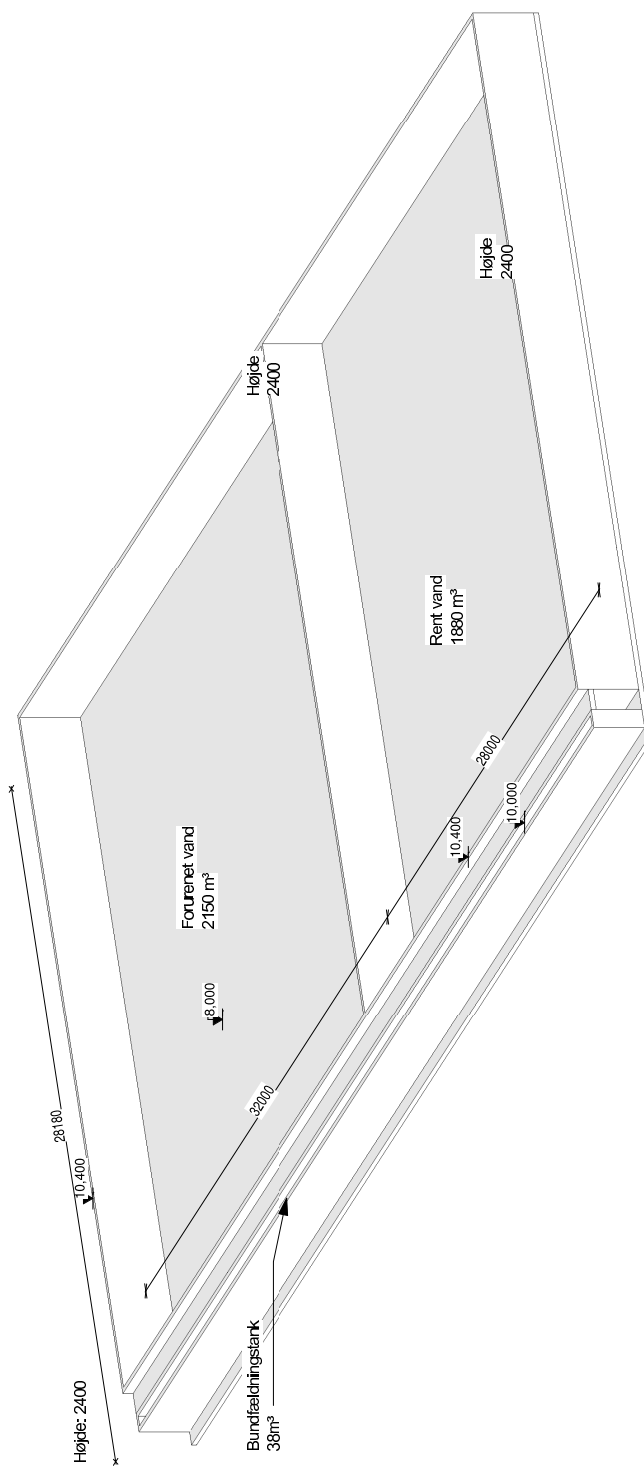 Højde
2400
Højde
2400
Rent vand
1880 m³
Forurenet vand
2150 m³
28000
10,400
10,000
8,000
32000
28180
10,400
Bundfældningstank
38m³
Højde: 2400